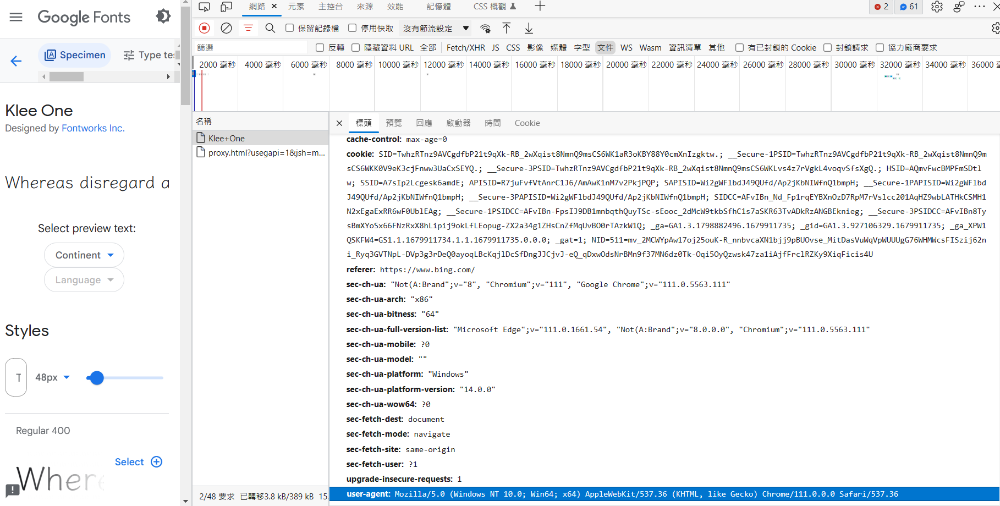 Google Fonts
Specimen
Type tes
Klee One
Designed by Fontworks Inc.
Whereas disregard a
Select preview text:
Continent
Language
Styles
T 48px
Regular 400
Select
Where
網路 元素 主控台 來源 效能 記憶體 CSS 概觀 2 61
保留記錄檔 停用快取 沒有節流設定
篩選 反轉 隱藏資料 URL 全部 Fetch/XHR JS CSS 影像 媒體 字型 文件 WS Wasm 資訊清單 其他 有已封鎖的 Cookie 封鎖請求 協力廠商要求
2000 毫秒 4000 毫秒 6000 毫秒 8000 毫秒 10000 毫秒 12000 毫秒 14000 毫秒 16000 毫秒 18000 毫秒 20000 毫秒 22000 毫秒 24000 毫秒 26000 毫秒 28000 毫秒 30000 毫秒 32000 毫秒 34000 毫秒 36000
名稱
Klee+One
proxy.html?usegapi=1&jsh=m...
2/48 要求 已轉移3.8 kB/389 kB 15.
標頭 預覽 回應 啟動器 時間 Cookie
cache-control: max-age=0
cookie: SID=TwhzRTnz9AVCgdfbP21t9qXk-RB_2wXqist8NmnQ9msCS6WK1aR3oKBY88Y0cmXnIzgktw.; __Secure-1PSID=TwhzRTnz9AVCgdfbP21t9qXk-RB_2wXqist8NmnQ9m
sCS6WKK0V9eK3cjFnww3UaCxSEYQ.; __Secure-3PSID=TwhzRTnz9AVCgdfbP21t9qXk-RB_2wXqist8NmnQ9msCS6WKLvs4z7rVgkL4voqvSfsXgQ.; HSID=AQmvFwcBMPFmSDtl
w; SSID=A7sIp2Lcgesk6amdE; APISID=R7juFvfVtAnrC1J6/AmAwK1nM7v2PkjPQP; SAPISID=Wi2gWFlbdJ49QUfd/Ap2jKbNIWfnQ1bmpH; __Secure-1PAPISID=Wi2gWFlbd
J49QUfd/Ap2jKbNIWfnQ1bmpH; __Secure-3PAPISID=Wi2gWFlbdJ49QUfd/Ap2jKbNIWfnQ1bmpH; SIDCC=AFvIBn_Nd_Fp1rqEYBXnOzD7RpM7rVslcc201AqHZ9wbLATHkCSMH1
N2xEgaExRR6wF0UblEAg; __Secure-1PSIDCC=AFvIBn-FpsIJ9DB1mnbqthQuyTSc-sEooc_2dMcW9tkbSfhC1s7aSKR63TvADkRzANGBEknieg; __Secure-3PSIDCC=AFvIBn8Ty
sBmXYoSx66FNzRxX8hLipij9okLfLEopug-ZX2a34g1ZHsCnZfMqUvBO0rTAzkW1Q; _ga=GA1.3.1798882496.1679911735; _gid=GA1.3.927106329.1679911735; _ga_XPW1
QSKFW4=GS1.1.1679911734.1.1.1679911735.0.0.0; _gat=1; NID=511=mv_2MCWYpAw17oj25ouK-R_nnbvcaXN1bjj9pBUOvse_MitDasVuWqVpWUUUgG76WHMWcsFISzij62n
i_Ryq3GVTNpL-DVp3g3rDeQ0ayoqLBcKqjlDcSfDngJJCjvJ-eQ_qDxwOdsNrBMn9f37MN6dz0Tk-Oqi5OyQzwsk47za1iAjfFrclRZKy9XiqFicis4U
referer: https://www.bing.com/
sec-ch-ua: "Not(A:Brand";v="8", "Chromium";v="111", "Google Chrome";v="111.0.5563.111"
sec-ch-ua-arch: "x86"
sec-ch-ua-bitness: "64"
sec-ch-ua-full-version-list: "Microsoft Edge";v="111.0.1661.54", "Not(A:Brand";v="8.0.0.0", "Chromium";v="111.0.5563.111"
sec-ch-ua-mobile: ?0
sec-ch-ua-model: ""
sec-ch-ua-platform: "Windows"
sec-ch-ua-platform-version: "14.0.0"
sec-ch-ua-wow64: ?0
sec-fetch-dest: document
sec-fetch-mode: navigate
sec-fetch-site: same-origin
sec-fetch-user: ?1
upgrade-insecure-requests: 1
user-agent: Mozilla/5.0 (Windows NT 10.0; Win64; x64) AppleWebKit/537.36 (KHTML, like Gecko) Chrome/111.0.0.0 Safari/537.36